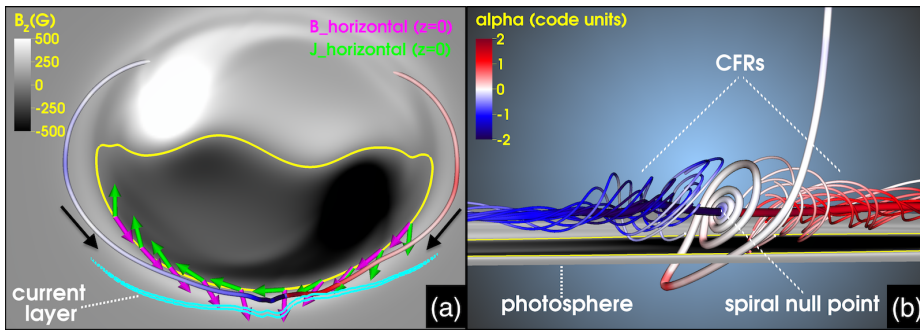 B_z(G)
500
250
0
-250
-500
B_horizontal (z=0)
J_horizontal (z=0)
current
layer
(a)
alpha (code units)
2
1
0
-1
-2
CFRs
photosphere
spiral null point
(b)